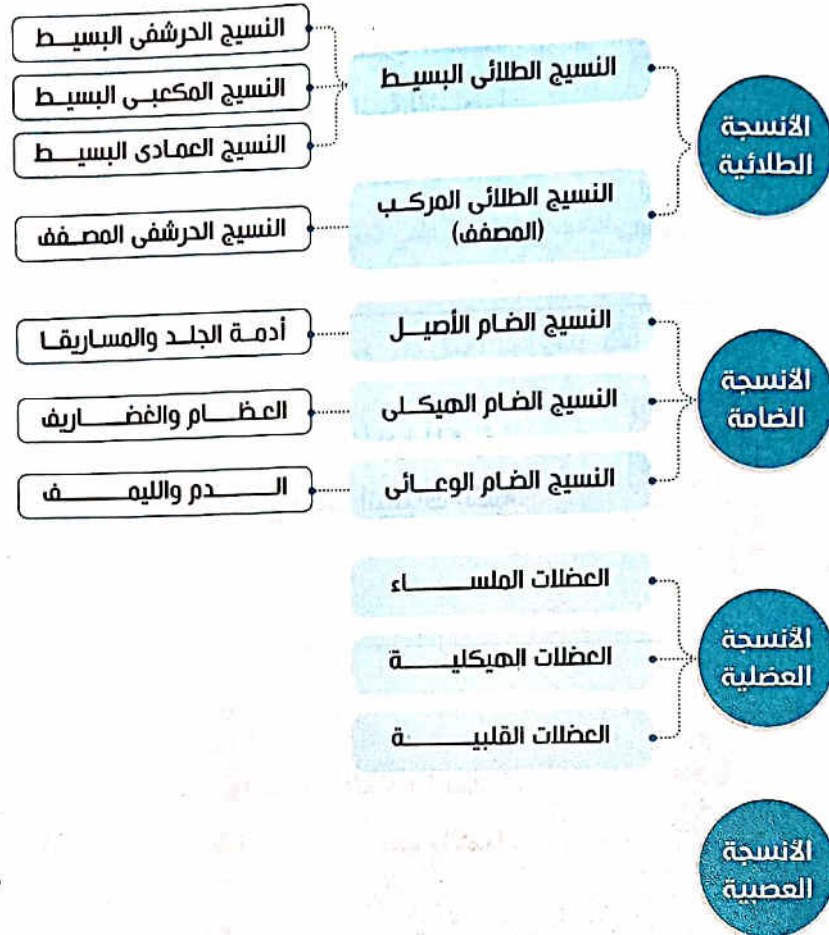 الأنسجة
الطلائية
النسيج الطلائى البسيط
النسيج الحرشفى البسيط
النسيج المكعبى البسيط
النسيج العمادى البسيط
النسيج الطلائى المركب
(المصفف)
النسيج الحرشفى المصفف
الأنسجة
الضامة
النسيج الضام الأصيل
أدمة الجلد والمساريقا
النسيج الضام الهيكلى
العظام والغضاريف
النسيج الضام الوعائى
الدم والليمف
الأنسجة
العضلية
العضلات الملساء
العضلات الهيكلية
العضلات القلبية
الأنسجة
العصبية